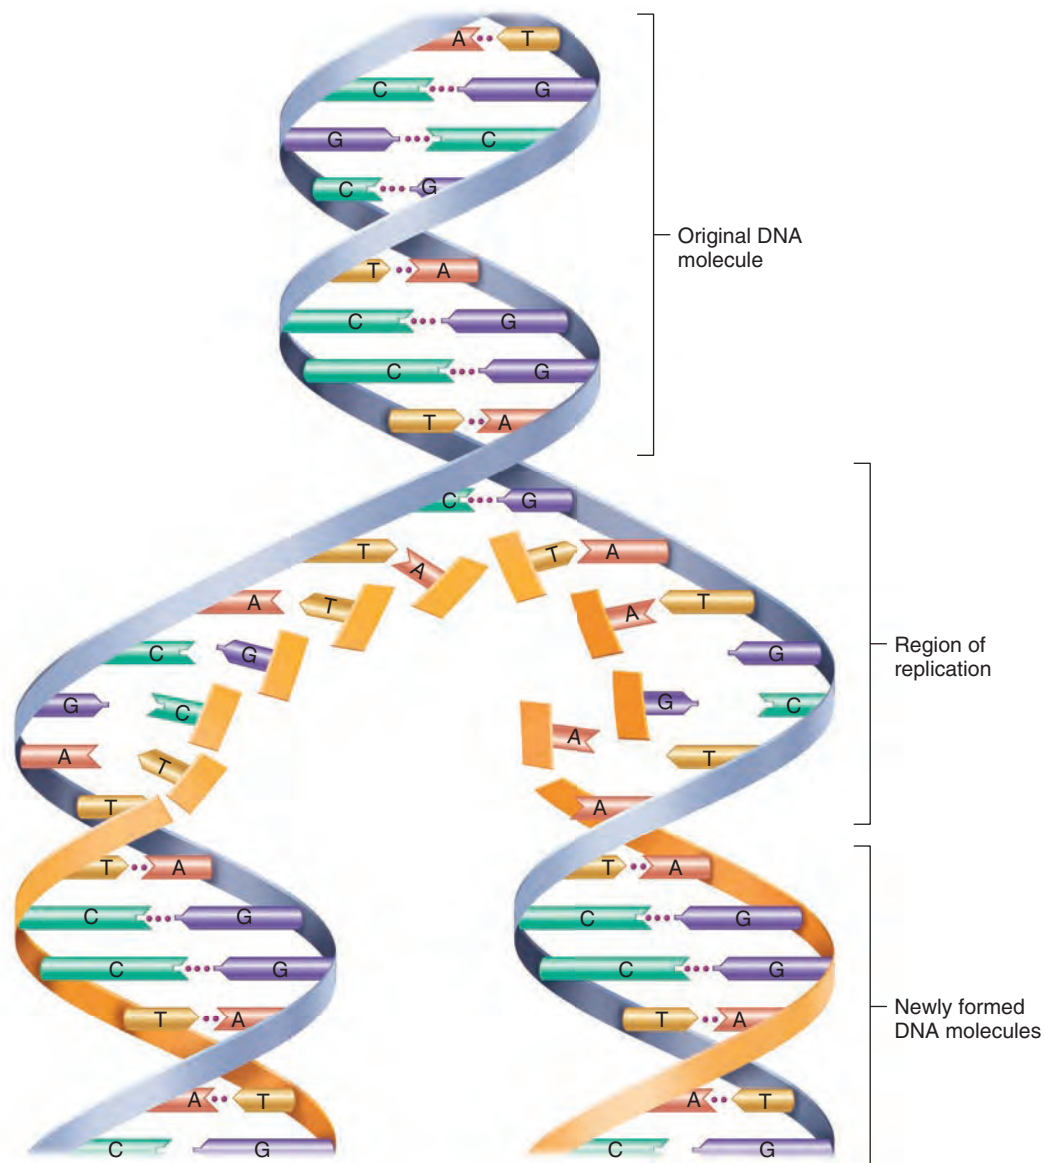 A T
C G
G C
C G
Original DNA
molecule
T A
C G
C G
T A
C G
T A T A
A T A T
C G G
G C G C
A T A T
T A
Region of
replication
T A T A
C G C G
C G C G
T A T A
Newly formed
DNA molecules
A T A T
C G C G